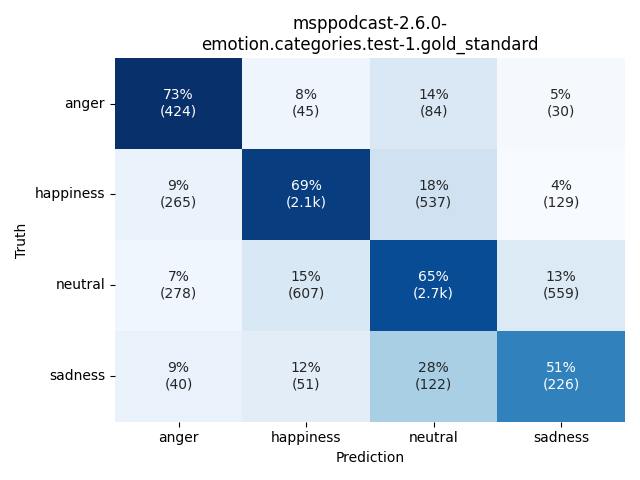 msppodcast-2.6.0-
emotion.categories.test-1.gold_standard
anger
73%
(424)
8%
(45)
14%
(84)
5%
(30)
happiness
9%
(265)
69%
(2.1k)
18%
(537)
4%
(129)
neutral
7%
(278)
15%
(607)
65%
(2.7k)
13%
(559)
sadness
9%
(40)
12%
(51)
28%
(122)
51%
(226)
Truth
anger
happiness
neutral
sadness
Prediction